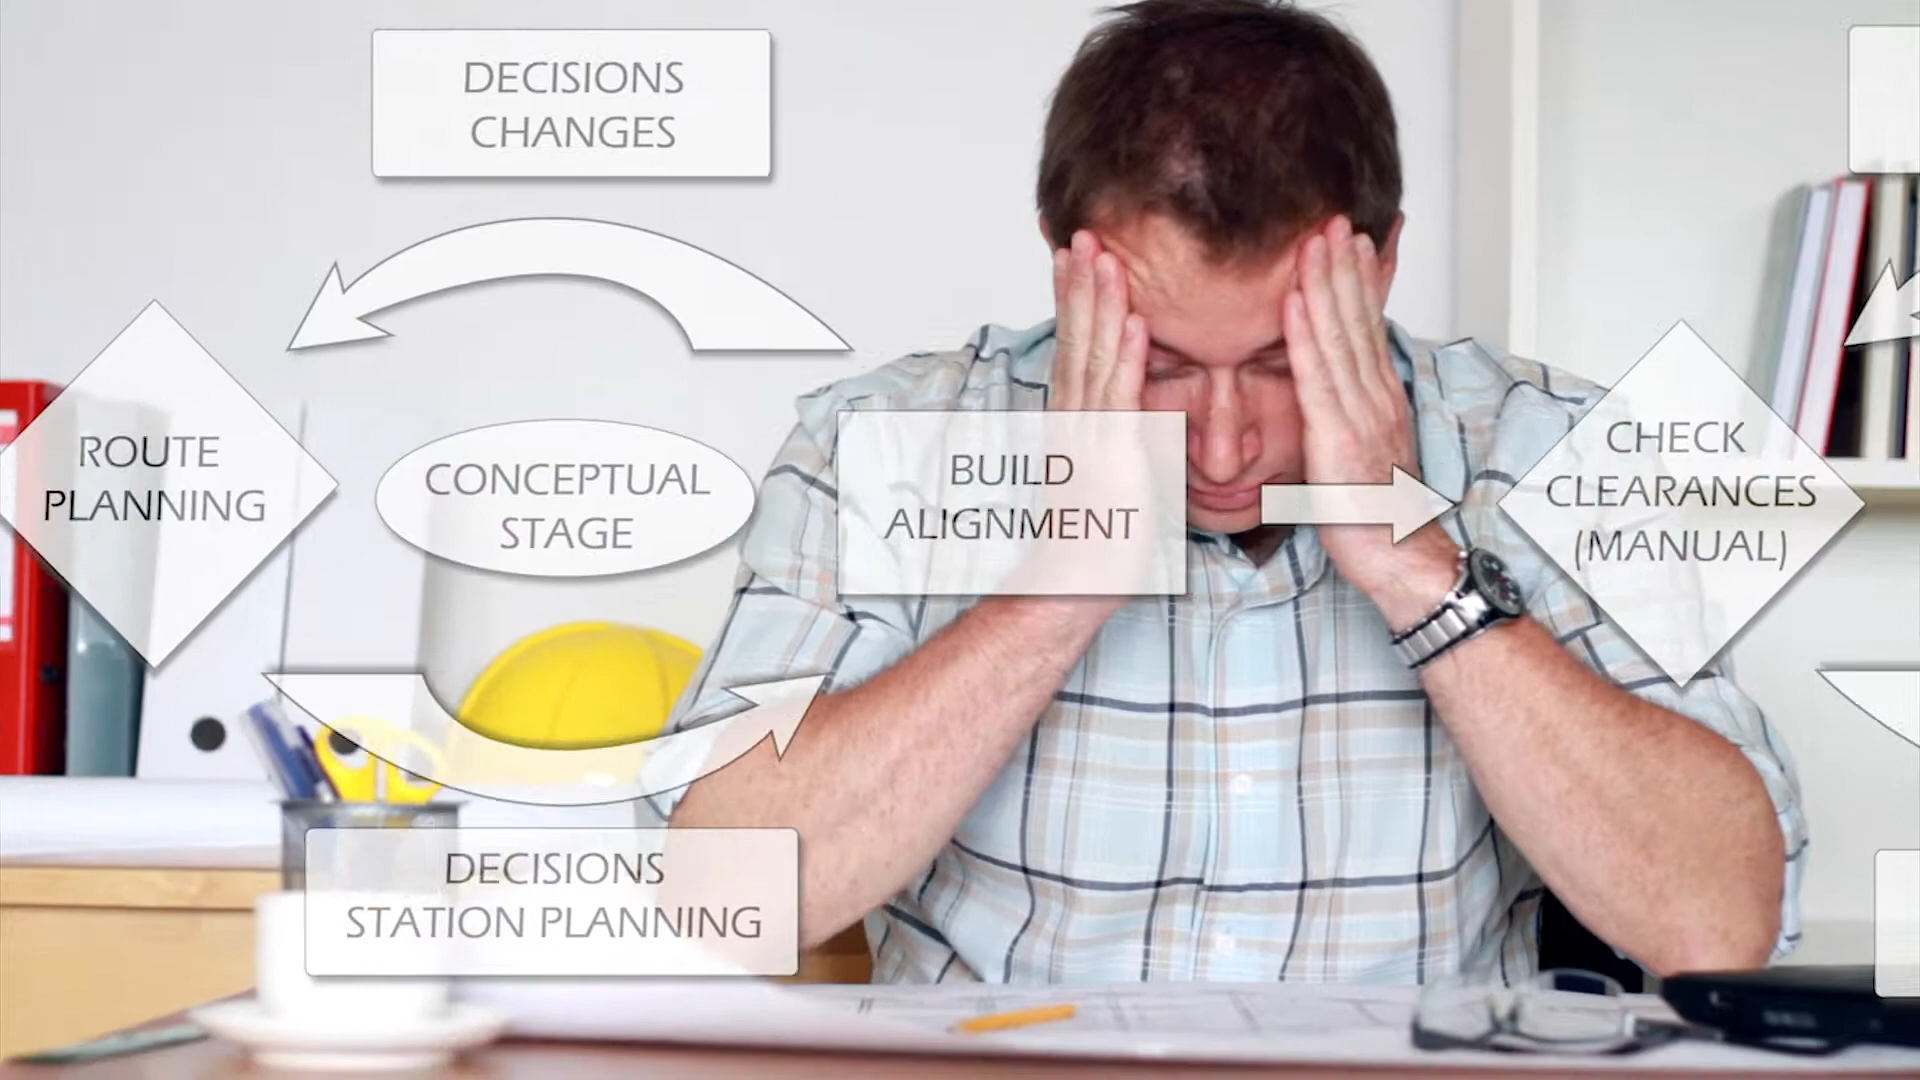 DECISIONS
CHANGES
ROUTE
PLANNING
CONCEPTUAL
STAGE
BUILD
ALIGNMENT
CHECK
CLEARANCES
(MANUAL)
DECISIONS
STATION PLANNING